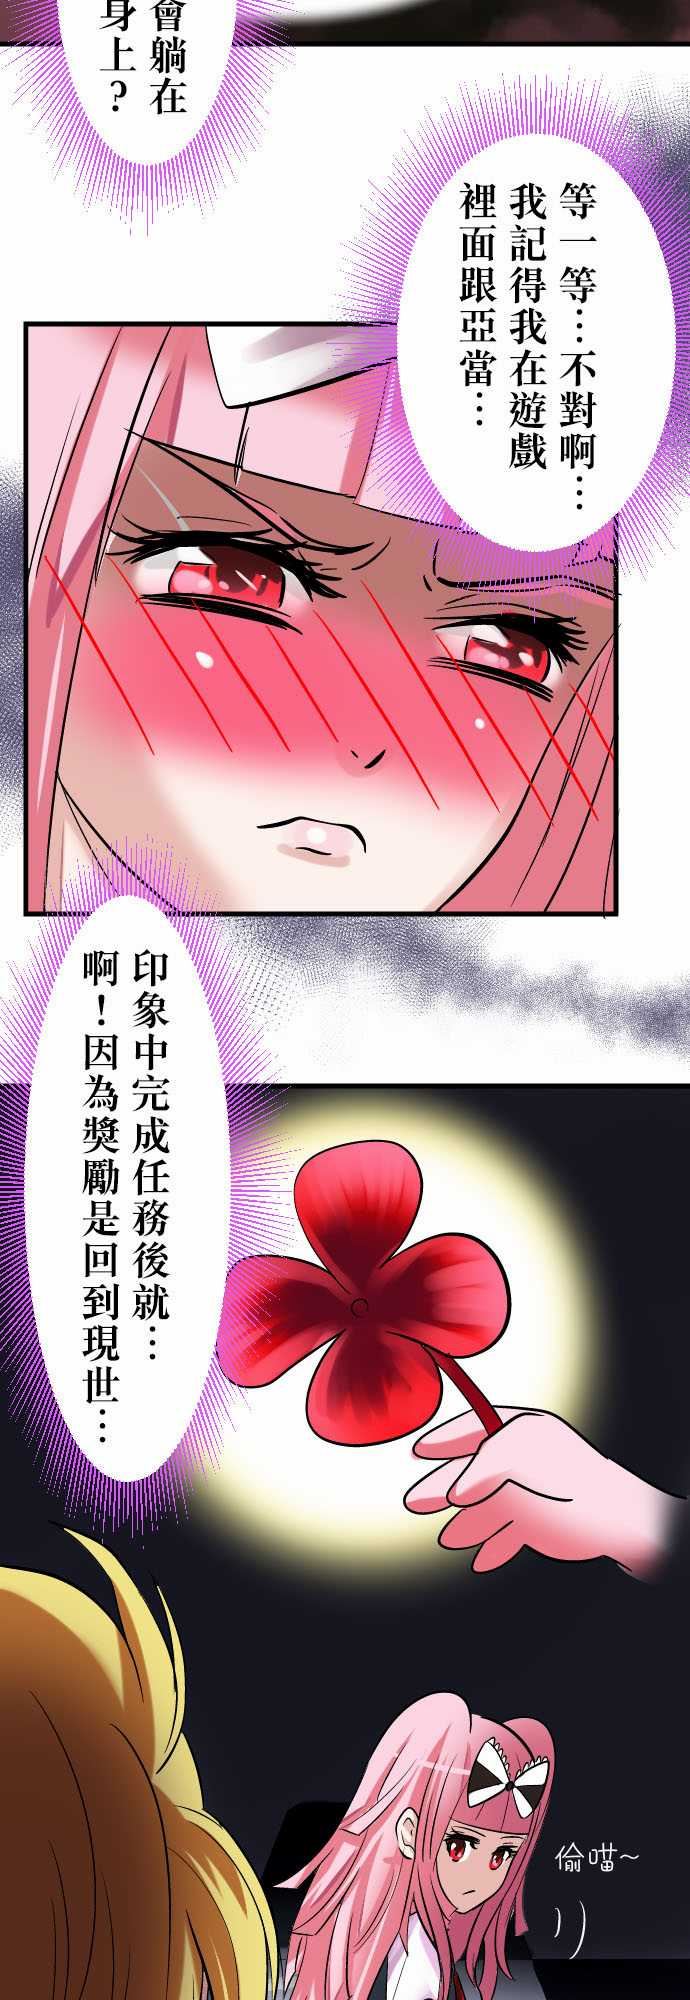 會躺在
身上？
等一等…不對啊…
我記得我在遊戲
裡面跟亞當…
印象中完成任務後就…
啊！因為獎勵是回到現世…
偷喵~